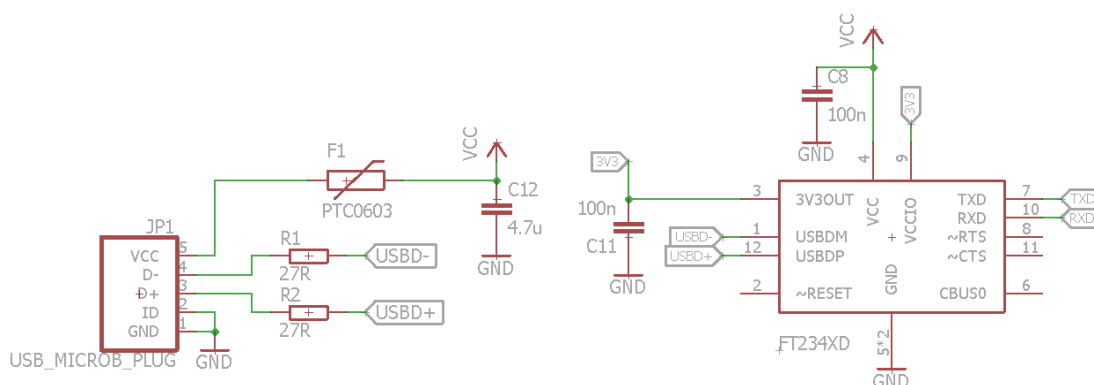 VCC
F1
PTC0603
C12
4.7u
GND
JP1
VCC 5
D- 4
D+ 3
ID 2
GND 1
USB_MICROB_PLUG
R1
27R
USBD-
R2
27R
USBD+
GND
VCC
C8
100n
GND
3V3
3V3
100n
C11
GND
USBD-
USBD+
4
9
3 3V3OUT
1 USBDM
12 USBDP
2 ~RESET
VCC
VCCIO
GND
TXD 7 TXD
RXD 10 RXD
~RTS 8
~CTS 11
CBUS0 6
FT234XD
5*2
GND